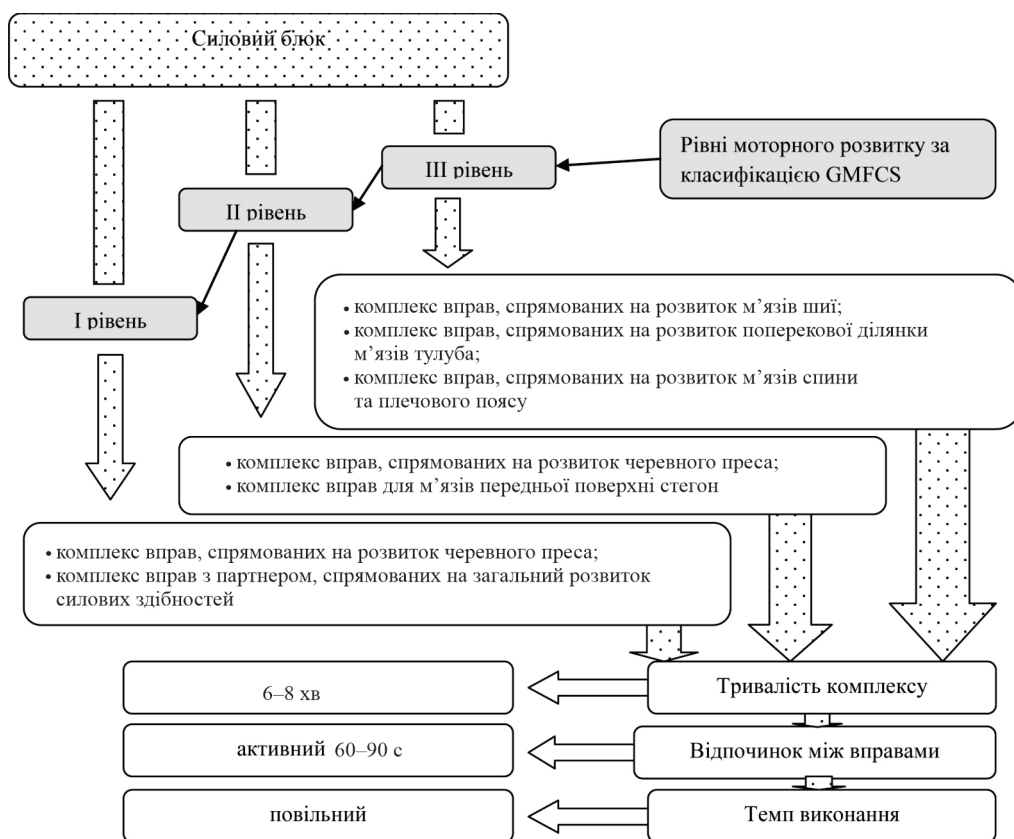 Силовий блок
Рівні моторного розвитку за
класифікацією GMFCS
III рівень
II рівень
I рівень
• комплекс вправ, спрямованих на розвиток м’язів шиї;
• комплекс вправ, спрямованих на розвиток поперекової ділянки
м’язів тулуба;
• комплекс вправ, спрямованих на розвиток м’язів спини
та плечового поясу
• комплекс вправ, спрямованих на розвиток черевного преса;
• комплекс вправ для м’язів передньої поверхні стегон
• комплекс вправ, спрямованих на розвиток черевного преса;
• комплекс вправ з партнером, спрямованих на загальний розвиток
силових здібностей
6–8 хв
Тривалість комплексу
активний 60–90 с
Відпочинок між вправами
повільний
Темп виконання